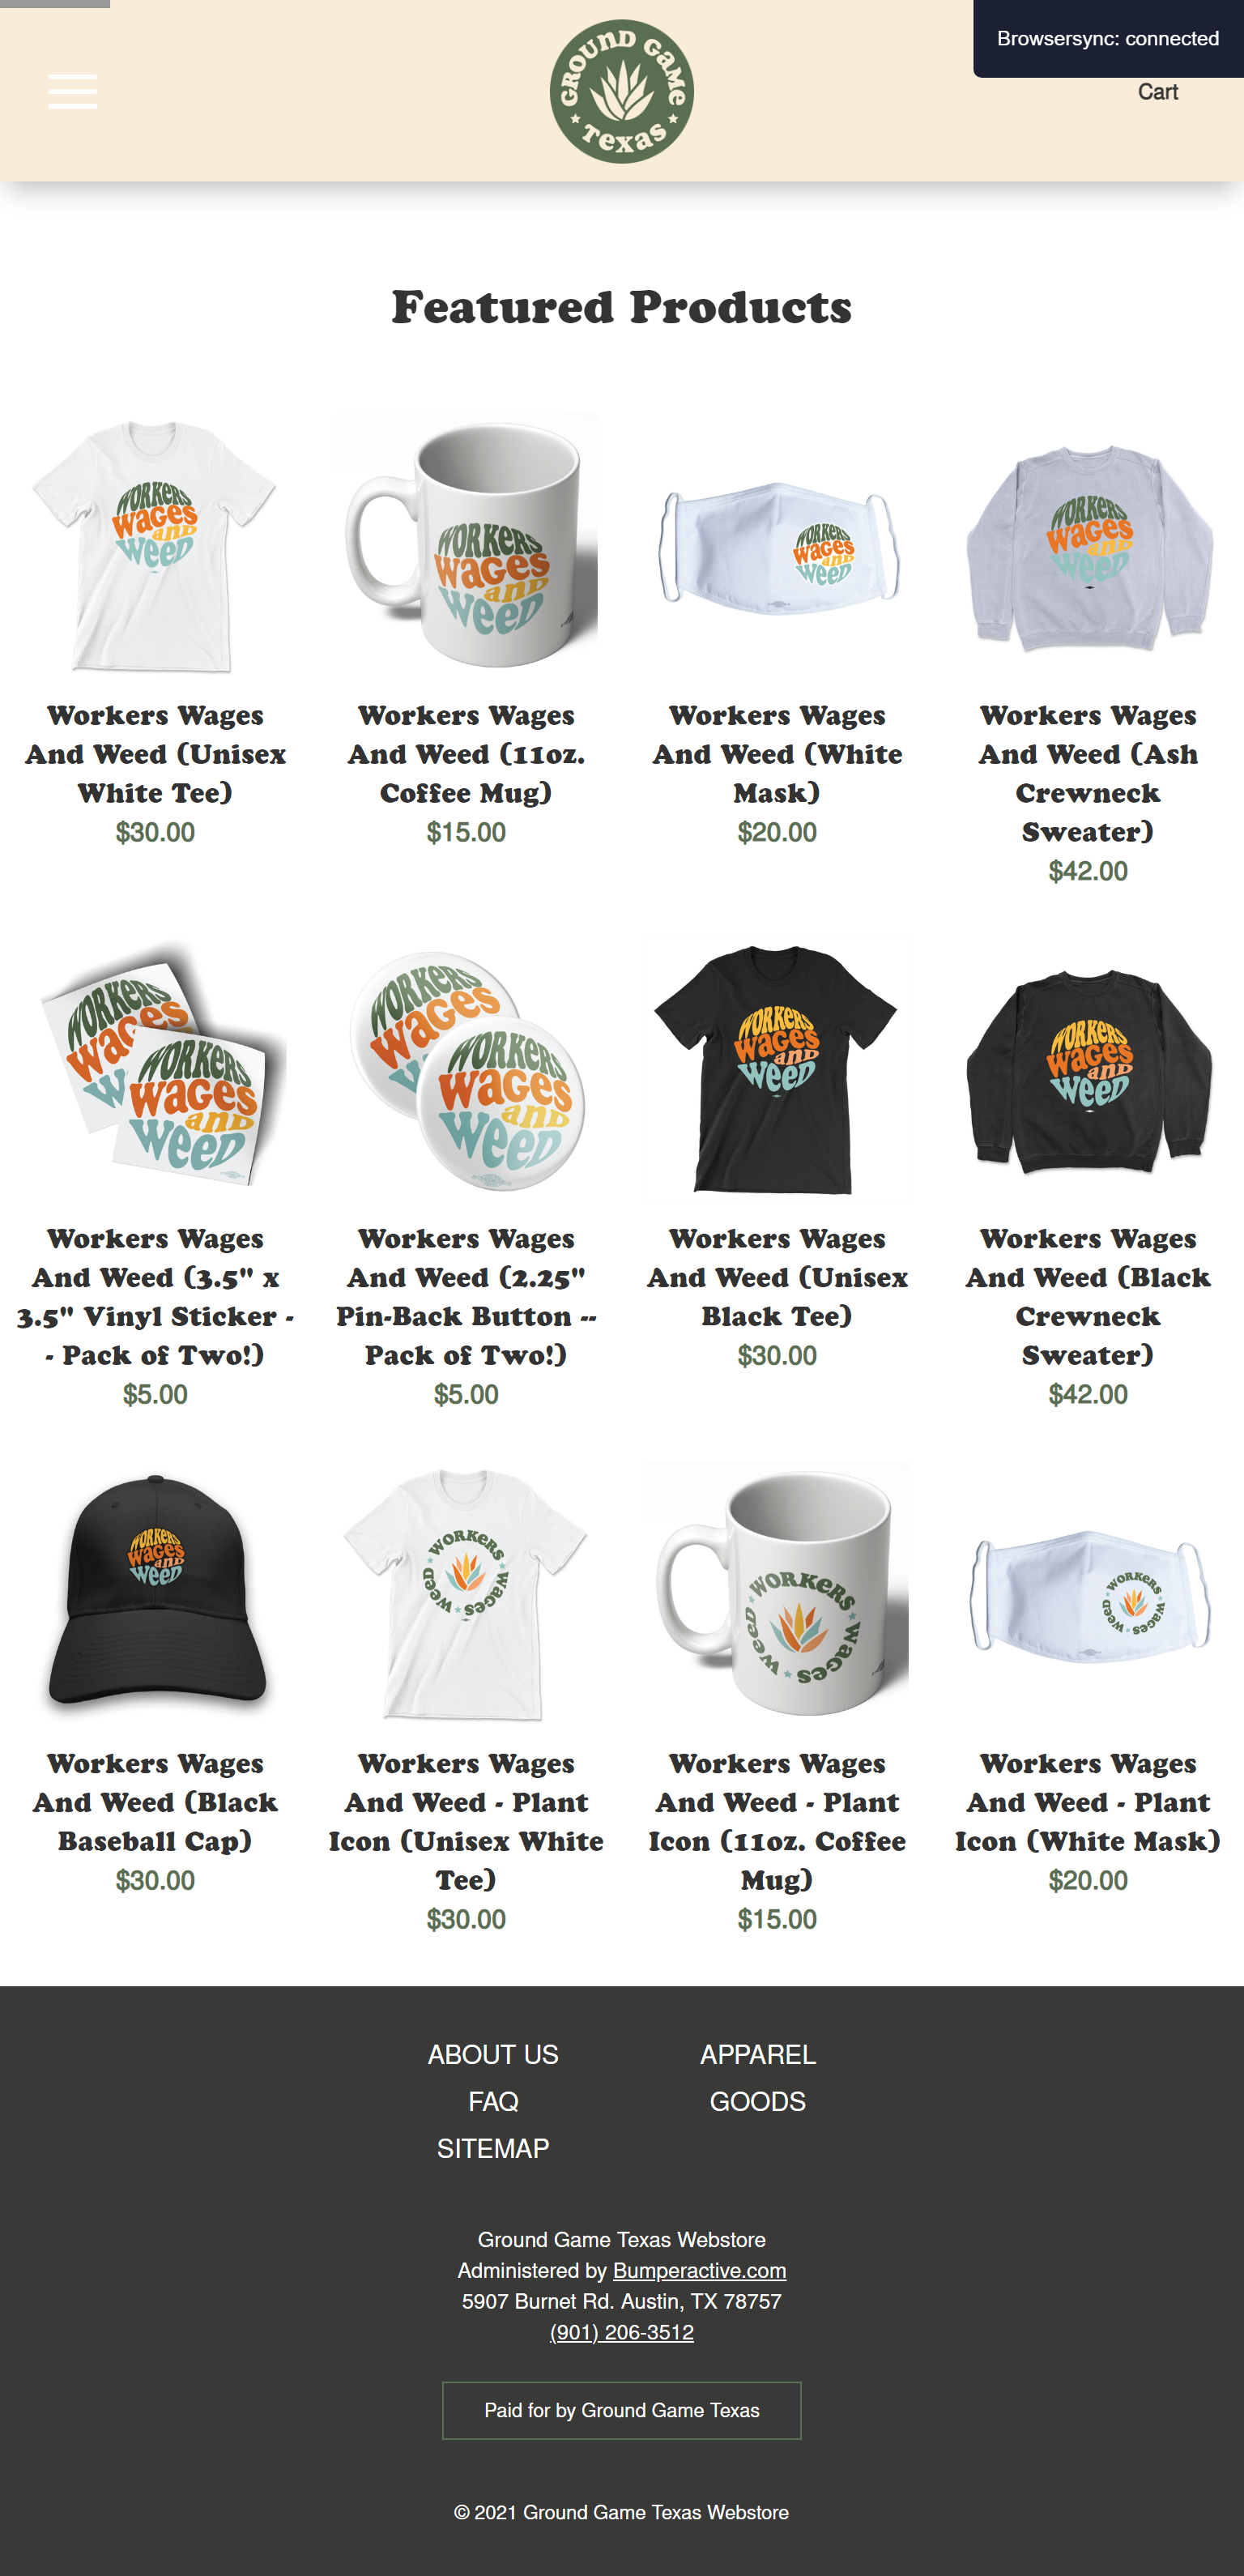 GROUND GAME
Texas
Browsersync: connected
Cart
Featured Products
WORKERS
WAGES
AND
WEED
WORKERS
WAGES
AND
WEED
WORKERS
WAGES
AND
WEED
WORKERS
WAGES
AND
WEED
Workers Wages
And Weed (Unisex
White Tee)
$30.00
Workers Wages
And Weed (11oz.
Coffee Mug)
$15.00
Workers Wages
And Weed (White
Mask)
$20.00
Workers Wages
And Weed (Ash
Crewneck
Sweater)
$42.00
WORKERS
WAGES
W
WORKERS
WAGES
AND
WEED
WORKERS
WAGES
WORKERS
WAGES
AND
WEED
WORKERS
WAGES
AND
WEED
WORKERS
WAGES
AND
WEED
Workers Wages
And Weed (3.5" x
3.5" Vinyl Sticker -
- Pack of Two!)
$5.00
Workers Wages
And Weed (2.25"
Pin-Back Button --
Pack of Two!)
$5.00
Workers Wages
And Weed (Unisex
Black Tee)
$30.00
Workers Wages
And Weed (Black
Crewneck
Sweater)
$42.00
WORKERS
WAGES
AND
WEED
WORKERS WAGES WEED
WORKERS WAGES WEED
WORKERS WAGES WEED
Workers Wages
And Weed (Black
Baseball Cap)
$30.00
Workers Wages
And Weed - Plant
Icon (Unisex White
Tee)
$30.00
Workers Wages
And Weed - Plant
Icon (11oz. Coffee
Mug)
$15.00
Workers Wages
And Weed - Plant
Icon (White Mask)
$20.00
ABOUT US
FAQ
SITEMAP
APPAREL
GOODS
Ground Game Texas Webstore
Administered by Bumperactive.com
5907 Burnet Rd. Austin, TX 78757
(901) 206-3512
Paid for by Ground Game Texas
© 2021 Ground Game Texas Webstore